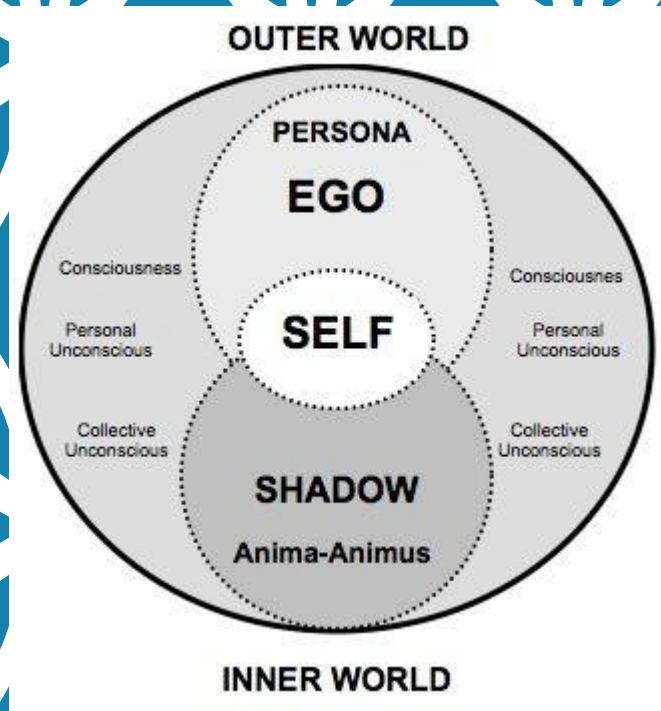 OUTER WORLD
PERSONA
EGO
Consciousness
Consciousnes
SELF
Personal
Unconscious
Personal
Unconscious
Collective
Unconscious
Collective
Unconscious
SHADOW
Anima-Animus
INNER WORLD